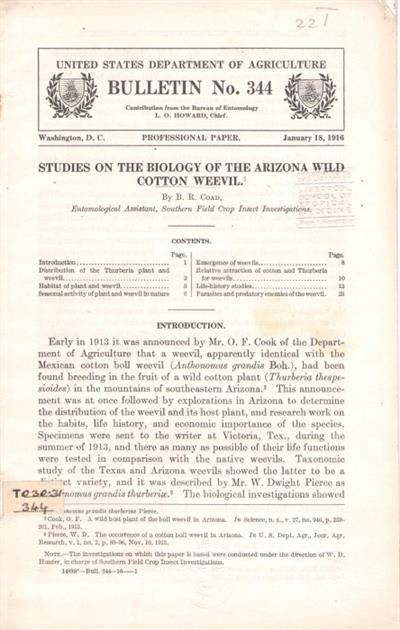 221
UNITED STATES DEPARTMENT OF AGRICULTURE
BULLETIN No. 344
Contribution from the Bureau of Entomology
L. O. HOWARD, Chief.
Washington, D. C. PROFESSIONAL PAPER. January 18, 1916
STUDIES ON THE BIOLOGY OF THE ARIZONA WILD
COTTON WEEVIL.¹
By B. R. Coad,
Entomological Assistant, Southern Field Crop Insect Investigations.
CONTENTS.
Page.
Introduction 1
Distribution of the Thurberia plant and
weevil 2
Habitat of plant and weevil 3
Seasonal activity of plant and weevil in nature 6
Page.
Emergence of weevils 8
Relative attraction of cotton and Thurberia
for weevils 10
Life-history studies 13
Parasites and predatory enemies of the weevil. 23
INTRODUCTION.
Early in 1913 it was announced by Mr. O. F. Cook of the Depart-
ment of Agriculture that a weevil, apparently identical with the
Mexican cotton boll weevil (Anthonomus grandis Boh.), had been
found breeding in the fruit of a wild cotton plant (Thurberia thespe-
sioides) in the mountains of southeastern Arizona.² This announce-
ment was at once followed by explorations in Arizona to determine
the distribution of the weevil and its host plant, and research work on
the habits, life history, and economic importance of the species.
Specimens were sent to the writer at Victoria, Tex., during the
summer of 1913, and there as many as possible of their life functions
were tested in comparison with the native weevils. Taxonomic
study of the Texas and Arizona weevils showed the latter to be a
variety, and it was described by Mr. W. Dwight Pierce as
grandis thurberiæ.³ The biological investigations showed
344
grandis thurberiae Pierce.
² Cook, O. F. A wild host plant of the boll weevil in Arizona. In Science, n. s., v. 37, no. 946, p. 259-
261, Feb., 1913.
³ Pierce, W. D. The occurrence of a cotton boll weevil in Arizona. In U. S. Dept. Agr., Jour. Agr.
Research, v. 1, no. 2, p. 89-96, Nov. 10, 1913.
Note.—The investigations on which this paper is based were conducted under the direction of W. D.
Hunter, in charge of Southern Field Crop Insect Investigations.
—Bull. 344—16——1